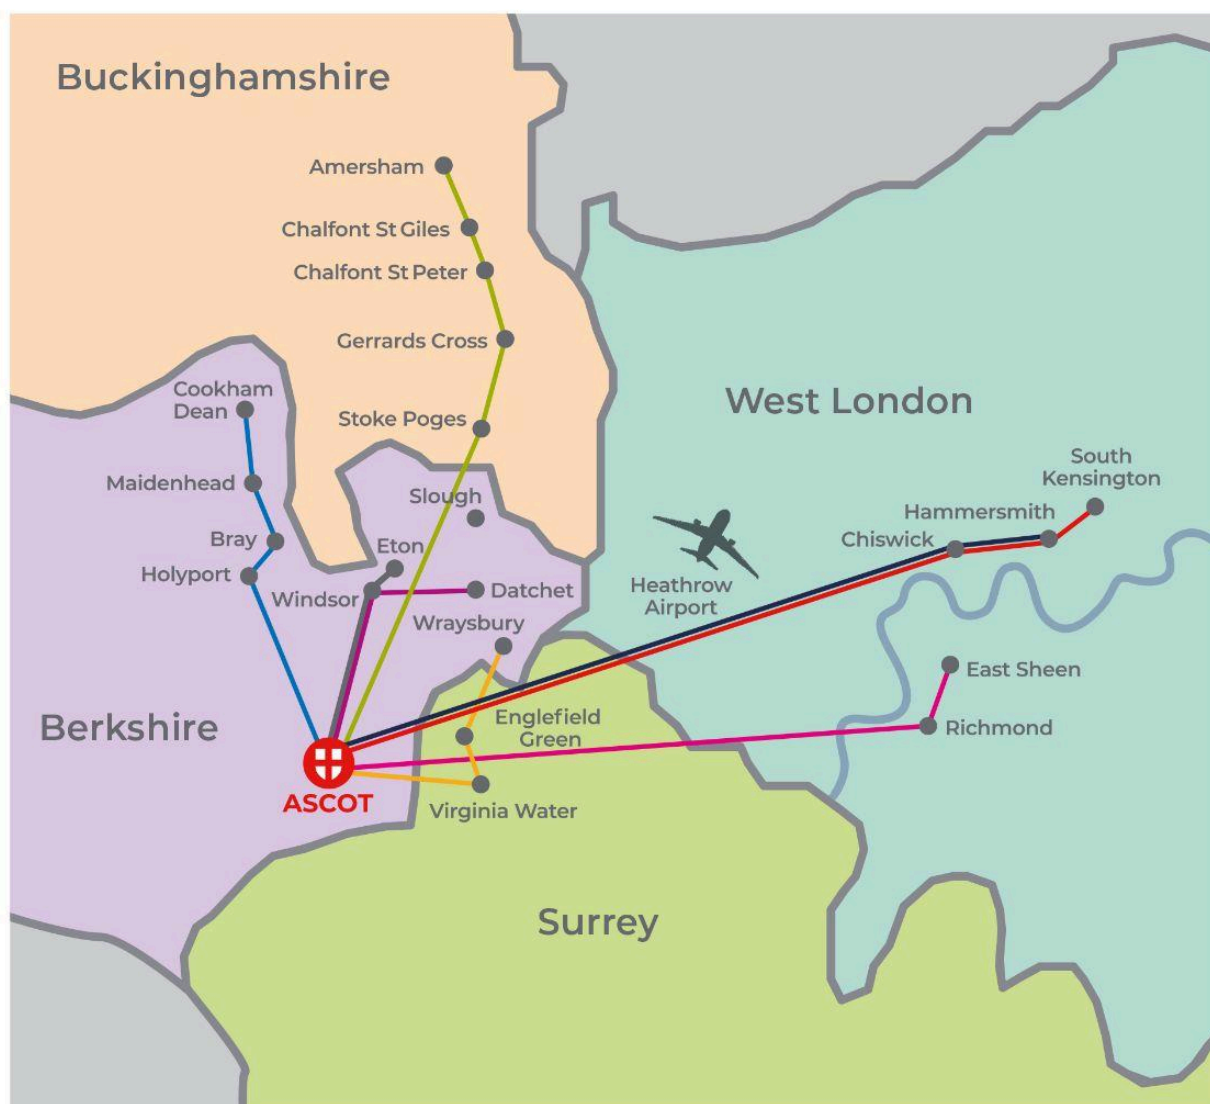 Buckinghamshire
Amersham
Chalfont St Giles
Chalfont St Peter
Gerrards Cross
Cookham
Dean
Stoke Poges
West London
Maidenhead
Slough
South
Kensington
Hammersmith
Bray
Eton
Chiswick
Holyport
Windsor
Datchet
Heathrow
Airport
Wraysbury
East Sheen
Berkshire
Englefield
Green
Richmond
ASCOT
Virginia Water
Surrey